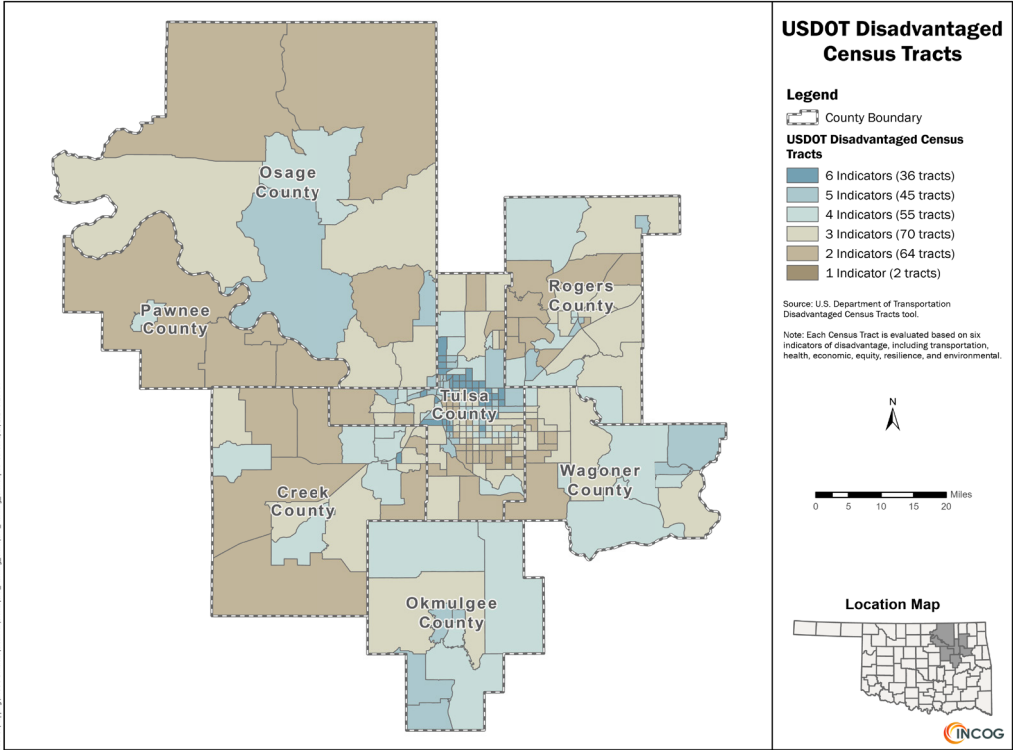 USDOT Disadvantaged
Census Tracts
Legend
County Boundary
USDOT Disadvantaged Census
Tracts
6 Indicators (36 tracts)
5 Indicators (45 tracts)
4 Indicators (55 tracts)
3 Indicators (70 tracts)
2 Indicators (64 tracts)
1 Indicator (2 tracts)
Source: U.S. Department of Transportation
Disadvantaged Census Tracts tool.
Note: Each Census Tract is evaluated based on six
indicators of disadvantage, including transportation,
health, economic, equity, resilience, and environmental.
N
Miles
0 5 10 15 20
Location Map
INCOG
Osage
County
Pawnee
County
Rogers
County
Tulsa
County
Creek
County
Wagoner
County
Okmulgee
County